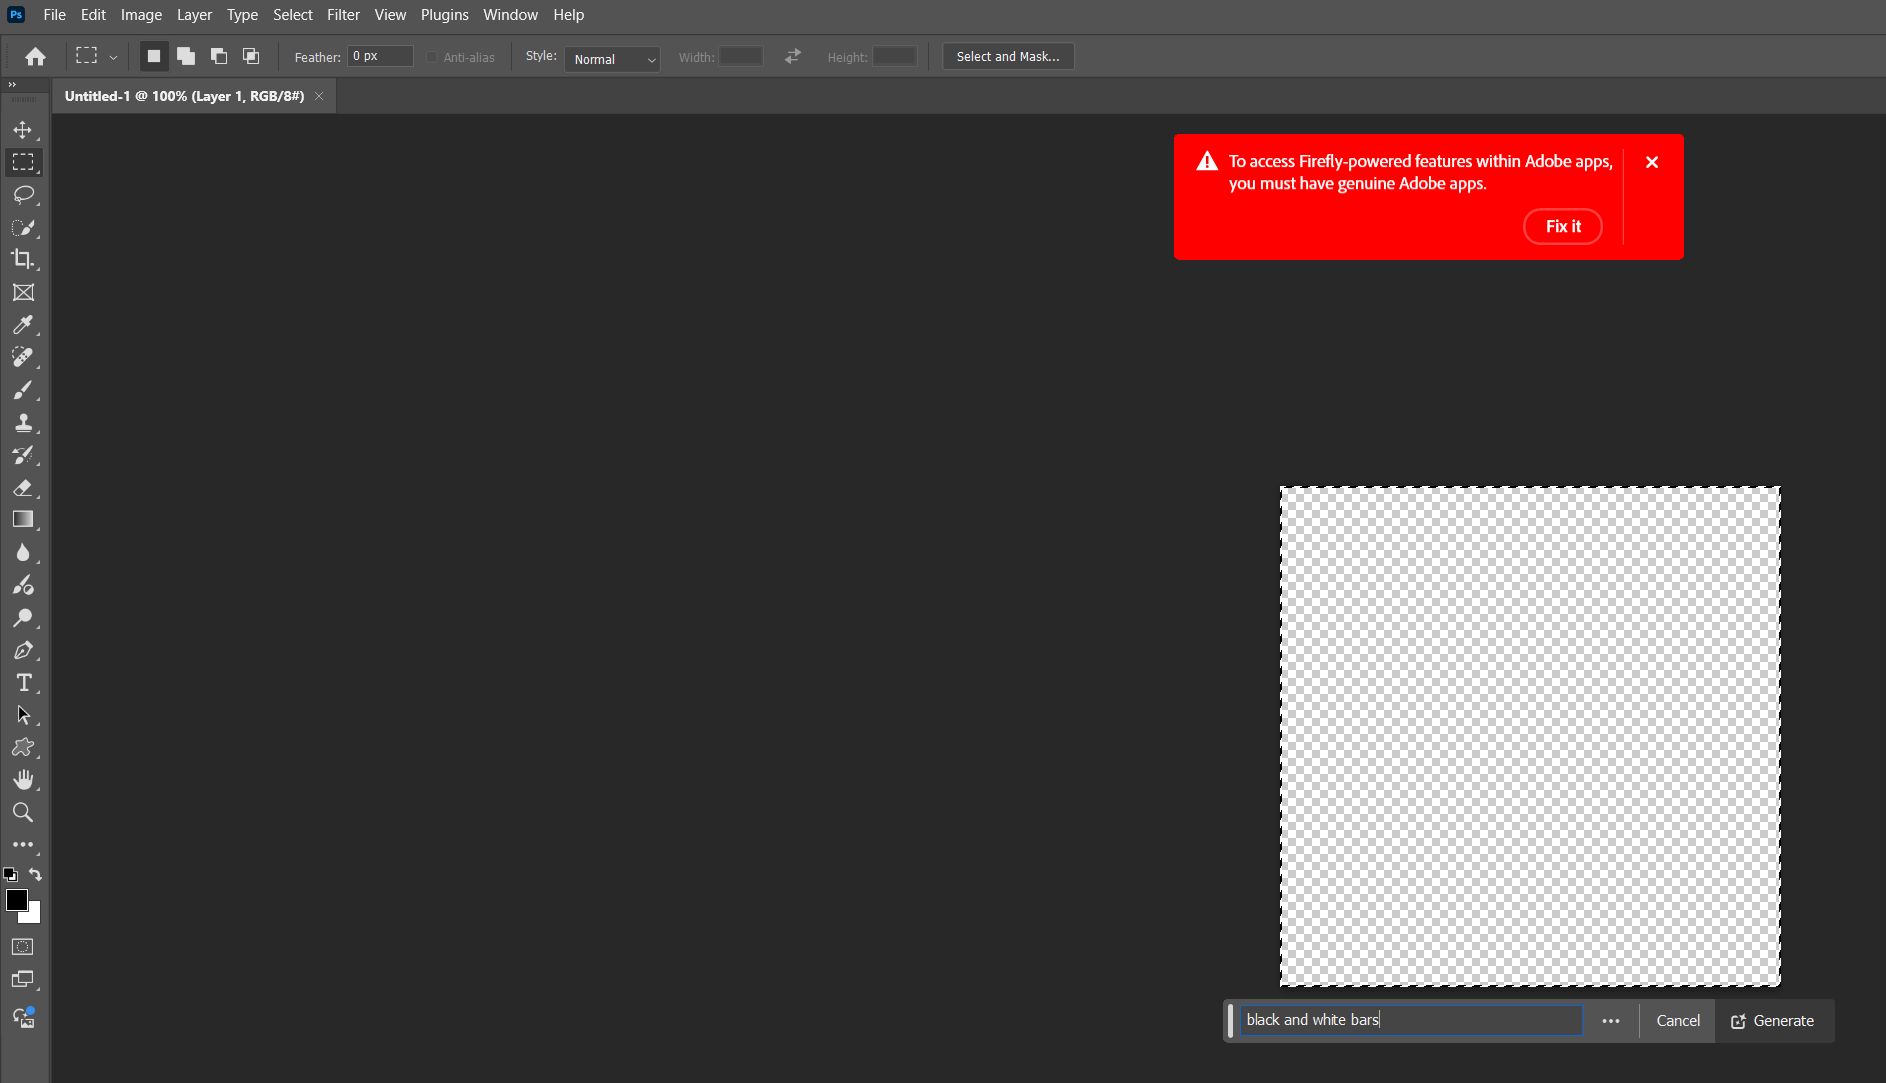 Ps File Edit Image Layer Type Select Filter View Plugins Window Help
Feather: 0 px Anti-alias Style: Normal Width: Height: Select and Mask...
Untitled-1 @ 100% (Layer 1, RGB/8#)
To access Firefly-powered features within Adobe apps,
you must have genuine Adobe apps.
Fix it
black and white bars Cancel Generate